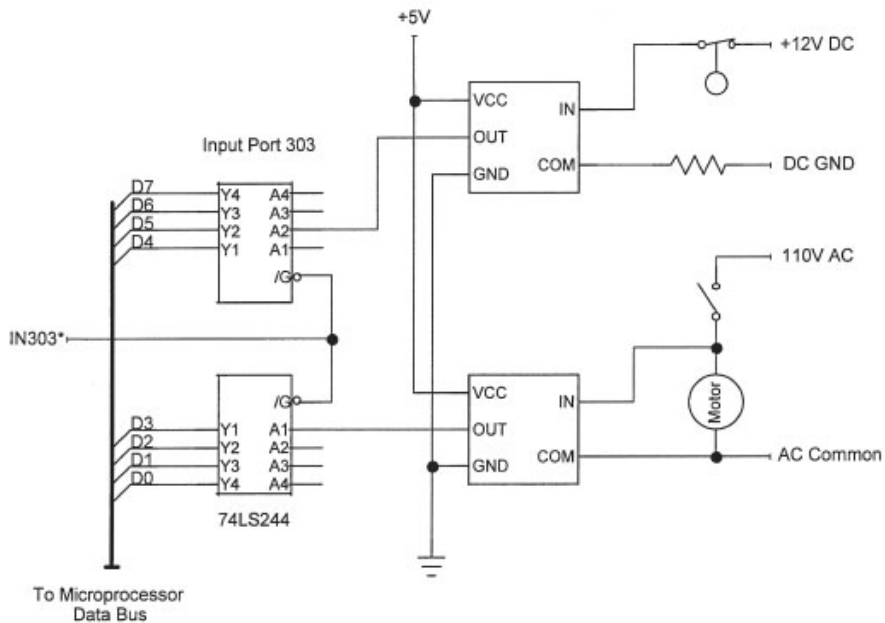 +5V
+12V DC
VCC
IN
Input Port 303
OUT
COM
DC GND
GND
D7
Y4
A4
D6
Y3
A3
D5
Y2
A2
D4
Y1
A1
/G
110V AC
IN303*
VCC
IN
Motor
/G
D3
Y1
A1
OUT
D2
Y2
A2
COM
AC Common
D1
Y3
A3
GND
D0
Y4
A4
74LS244
To Microprocessor
Data Bus